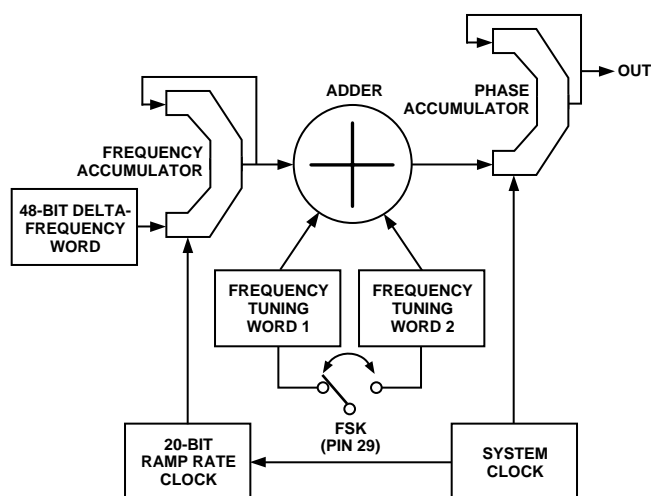 OUT
PHASE
ACCUMULATOR
ADDER
FREQUENCY
ACCUMULATOR
48-BIT DELTA-
FREQUENCY
WORD
FREQUENCY
TUNING
WORD 1
FREQUENCY
TUNING
WORD 2
FSK
(PIN 29)
20-BIT
RAMP RATE
CLOCK
SYSTEM
CLOCK